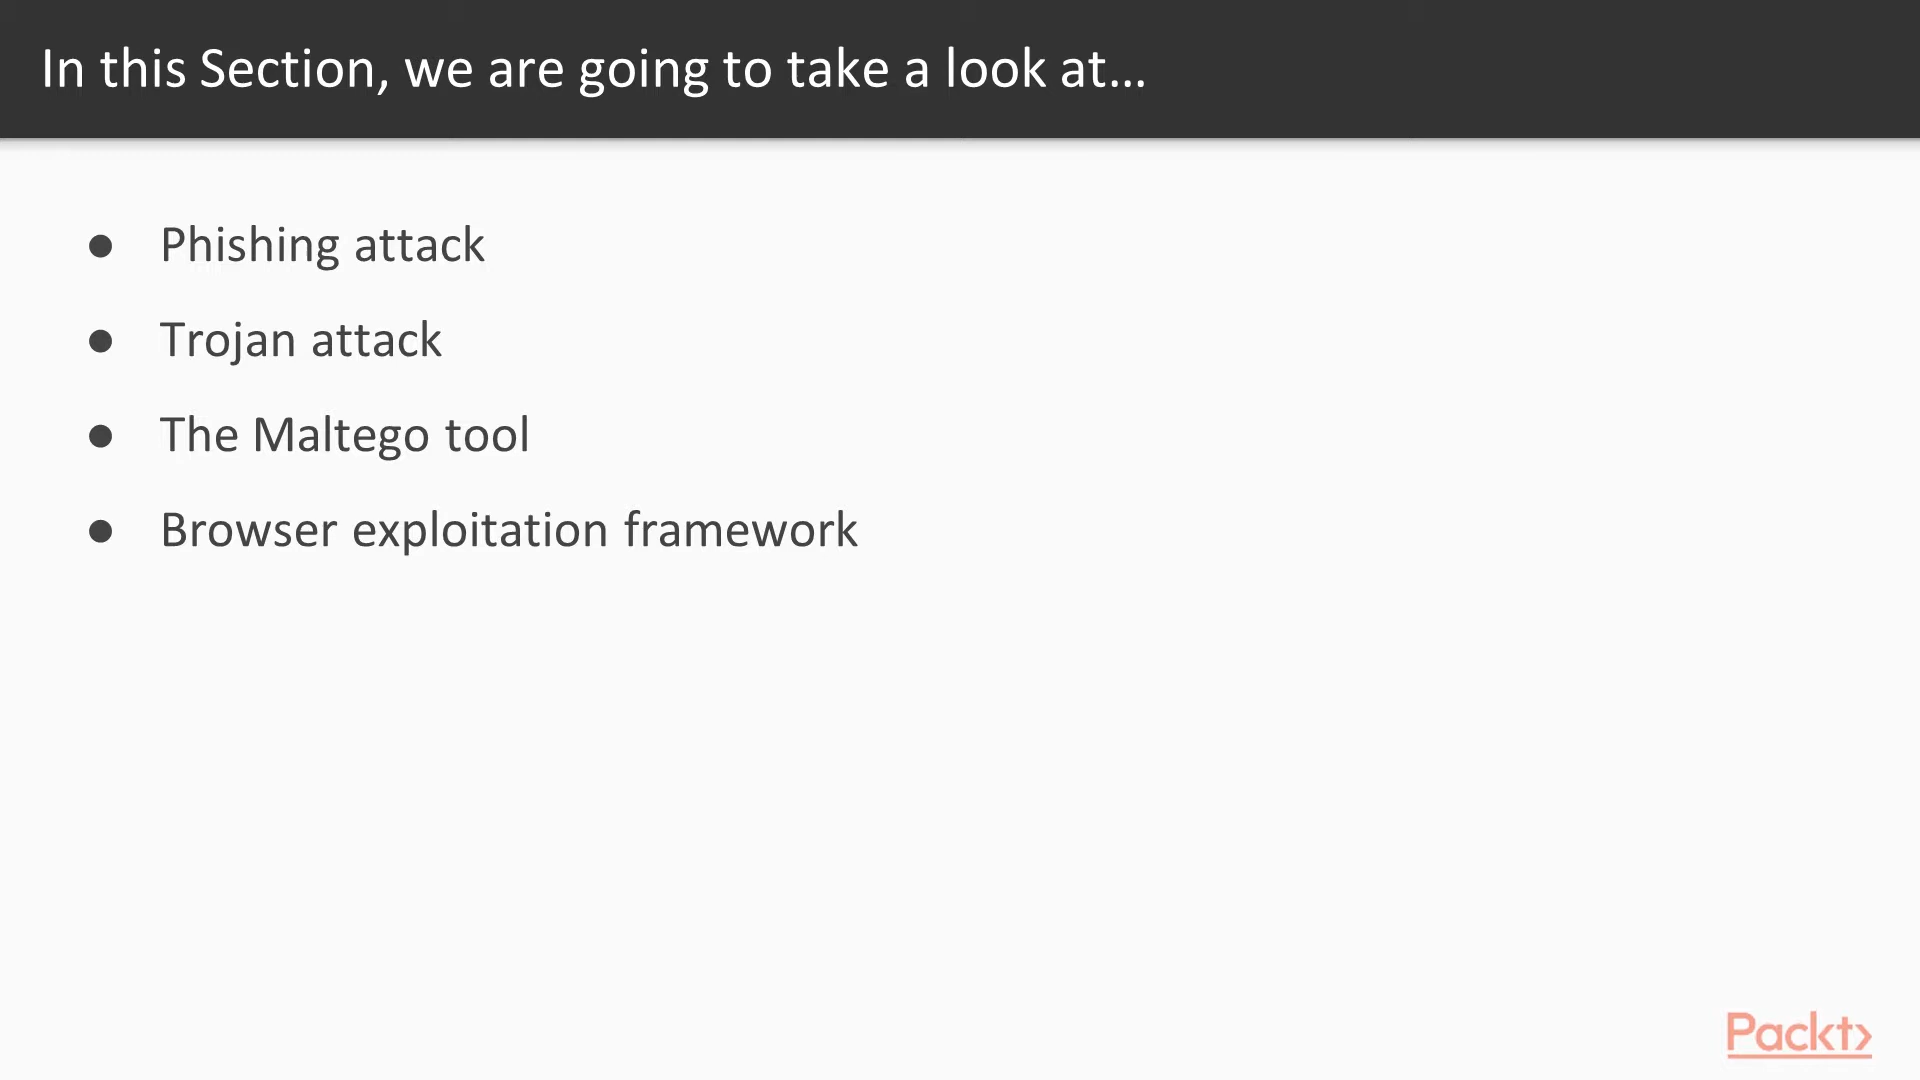 In this Section, we are going to take a look at...
● Phishing attack
● Trojan attack
● The Maltego tool
● Browser exploitation framework
Packt>